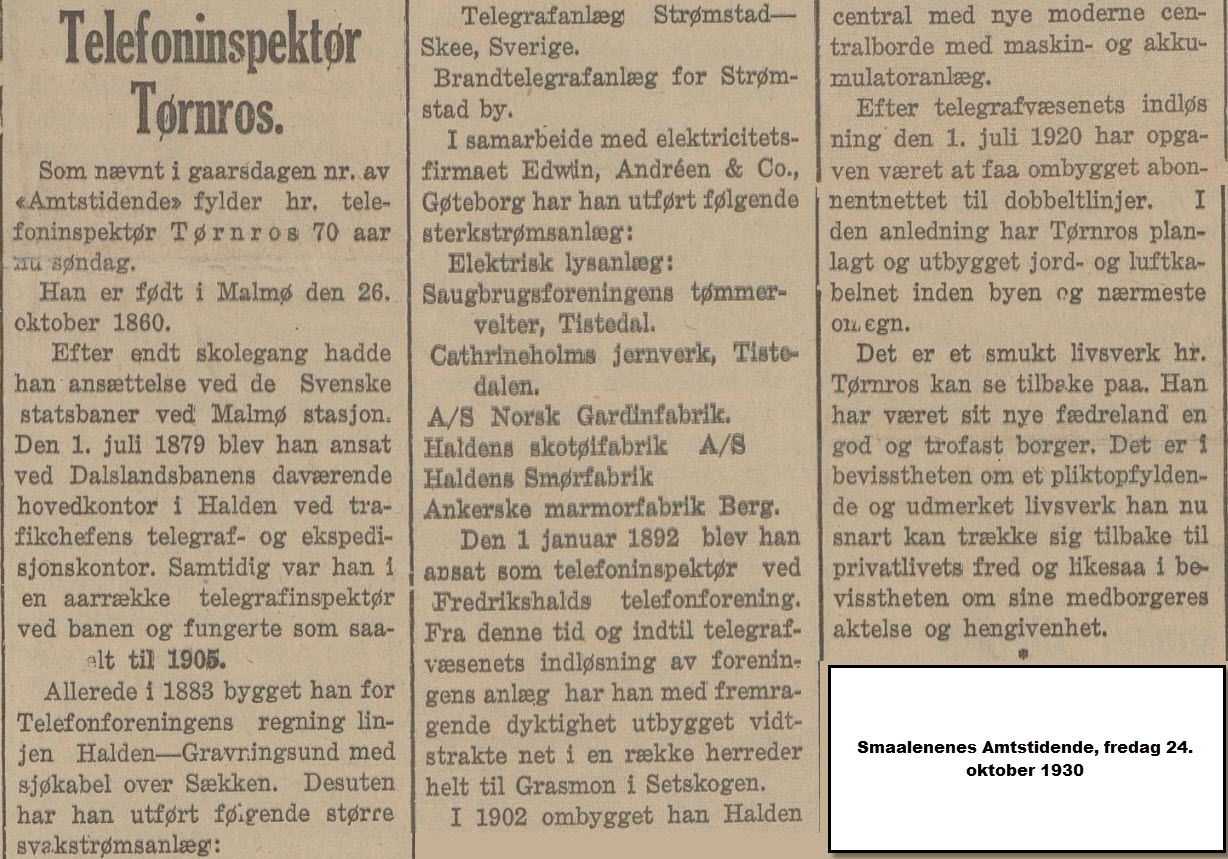 Telefoninspektør
Tørnros.
Som nævnt i gaarsdagen nr. av
«Amtstidende» fylder hr. tele-
foninspektør Tørnros 70 aar
nu søndag.
Han er født i Malmø den 26.
oktober 1860.
Efter endt skolegang hadde
han ansættelse ved de Svenske
statsbaner ved Malmø stasjon.
Den 1. juli 1879 blev han ansat
ved Dalslandsbanens daværende
hovedkontor i Halden ved tra-
fikchefens telegraf- og ekspedi-
sjonskontor. Samtidig var han i
en aarrække telegrafinspektør
ved banen og fungerte som saa-
elt til 1905.
Allerede i 1883 bygget han for
Telefonforeningens regning lin-
jen Halden—Gravningsund med
sjøkabel over Sækken. Desuten
har han utført følgende større
svakstrømsanlæg:
Telegrafanlæg Strømstad—
Skee, Sverige.
Brandtelegrafanlæg for Strøm-
stad by.
I samarbeide med elektricitets-
firmaet Edwin, Andréen & Co.,
Gøteborg har han utført følgende
sterkstrømsanlæg:
Elektrisk lysanlæg:
Saugbrugsforeningens tømmer-
velter, Tistedal.
Cathrineholms jernverk, Tiste-
dalen.
A/S Norsk Gardinfabrik.
Haldens skotøifabrik A/S
Haldens Smørfabrik
Ankerske marmorfabrik Berg.
Den 1 januar 1892 blev han
ansat som telefoninspektør ved
Fredrikshalds telefonforening.
Fra denne tid og indtil telegraf-
væsenets indløsning av forenin-
gens anlæg har han med fremra-
gende dyktighet utbygget vidt-
strakte net i en række herreder
helt til Grasmon i Setskogen.
I 1902 ombygget han Halden
central med nye moderne cen-
tralborde med maskin- og akku-
mulatoranlæg.
Efter telegrafvæsenets indløs
ning den 1. juli 1920 har opga-
ven været at faa ombygget abon-
nentnettet til dobbeltlinjer. I
den anledning har Tørnros plan-
lagt og utbygget jord- og luftka-
belnet inden byen og nærmeste
omegn.
Det er et smukt livsverk hr.
Tørnros kan se tilbake paa. Han
har været sit nye fædreland en
god og trofast borger. Det er i
bevisstheten om et pliktopfylden-
de og udmerket livsverk han nu
snart kan trække sig tilbake til
privatlivets fred og likesaa i be-
visstheten om sine medborgeres
aktelse og hengivenhet.
*
Smaalenenes Amtstidende, fredag 24.
oktober 1930